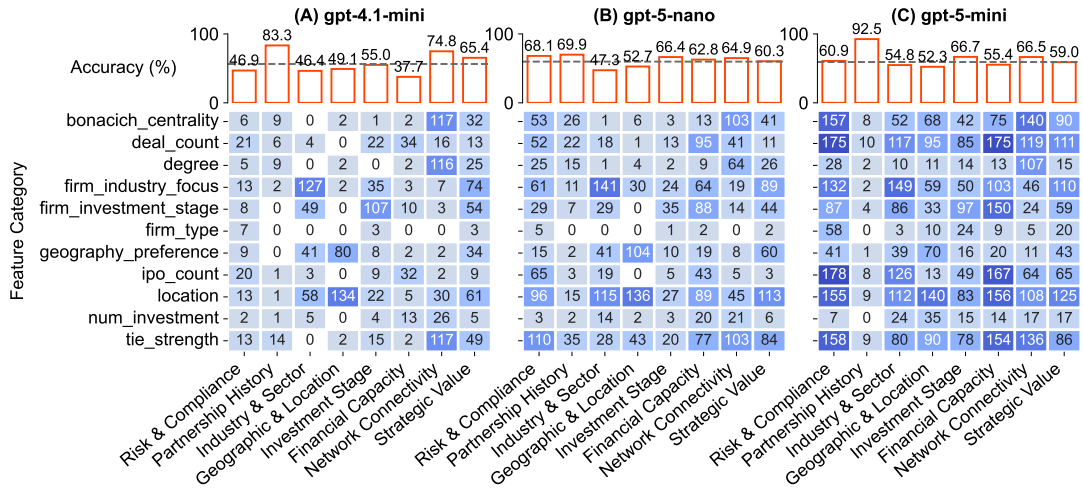 (A) gpt-4.1-mini (B) gpt-5-nano (C) gpt-5-mini
100 100 100
Accuracy (%)
46.9 83.3 46.4 49.1 55.0 37.7 74.8 65.4 68.1 69.9 47.3 52.7 66.4 62.8 64.9 60.3 60.9 92.5 54.8 52.3 66.7 55.4 66.5 59.0
0 0 0
Feature Category
bonacich_centrality 6 9 0 2 1 2 117 32 53 26 1 6 3 13 103 41 157 8 52 68 42 75 140 90
deal_count 21 6 4 0 22 34 16 13 52 22 18 1 13 95 41 11 175 10 117 95 85 175 119 111
degree 5 9 0 2 0 2 116 25 25 15 1 4 2 9 64 26 28 2 10 11 14 13 107 15
firm_industry_focus 13 2 127 2 35 3 7 74 61 11 141 30 24 64 19 89 132 2 149 59 50 103 46 110
firm_investment_stage 8 0 49 0 107 10 3 54 29 7 29 0 35 88 14 44 87 4 86 33 97 150 24 59
firm_type 7 0 0 0 3 0 0 3 5 0 0 0 1 2 0 2 58 0 3 10 24 9 5 20
geography_preference 9 0 41 80 4 2 2 34 15 2 41 104 10 19 8 60 41 1 39 70 16 20 11 43
ipo_count 20 1 3 0 9 32 2 9 65 3 19 0 5 43 5 3 178 8 126 13 49 167 64 65
location 13 1 58 134 22 5 30 61 96 15 115 136 27 89 45 113 155 9 112 140 83 156 108 125
num_investment 2 1 5 0 4 13 26 5 3 2 14 2 3 20 21 6 7 0 24 35 15 14 17 17
tie_strength 13 14 0 2 15 2 117 49 110 35 28 43 20 77 103 84 158 9 80 90 78 154 136 86
Risk & Compliance
Partnership History
Industry & Sector
Geographic & Location
Investment Stage
Financial Capacity
Network Connectivity
Strategic Value
Risk & Compliance
Partnership History
Industry & Sector
Geographic & Location
Investment Stage
Financial Capacity
Network Connectivity
Strategic Value
Risk & Compliance
Partnership History
Industry & Sector
Geographic & Location
Investment Stage
Financial Capacity
Network Connectivity
Strategic Value